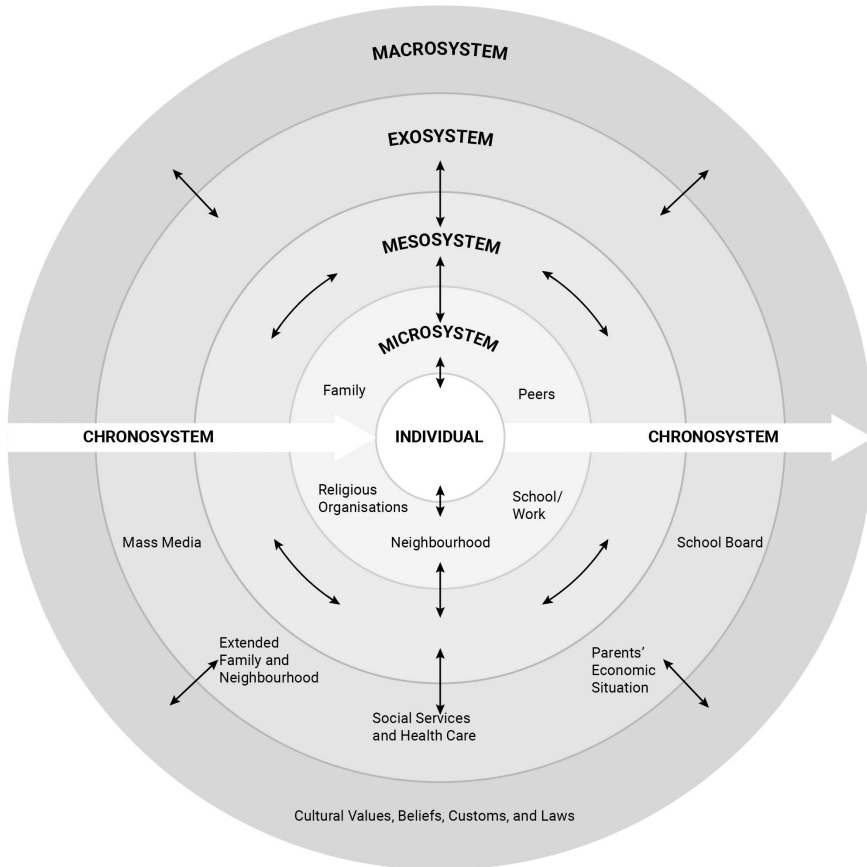 MACROSYSTEM
EXOSYSTEM
MESOSYSTEM
MICROSYSTEM
Family
Peers
CHRONOSYSTEM
INDIVIDUAL
CHRONOSYSTEM
Religious
Organisations
School/
Work
Neighbourhood
Mass Media
School Board
Extended
Family and
Neighbourhood
Parents’
Economic
Situation
Social Services
and Health Care
Cultural Values, Beliefs, Customs, and Laws